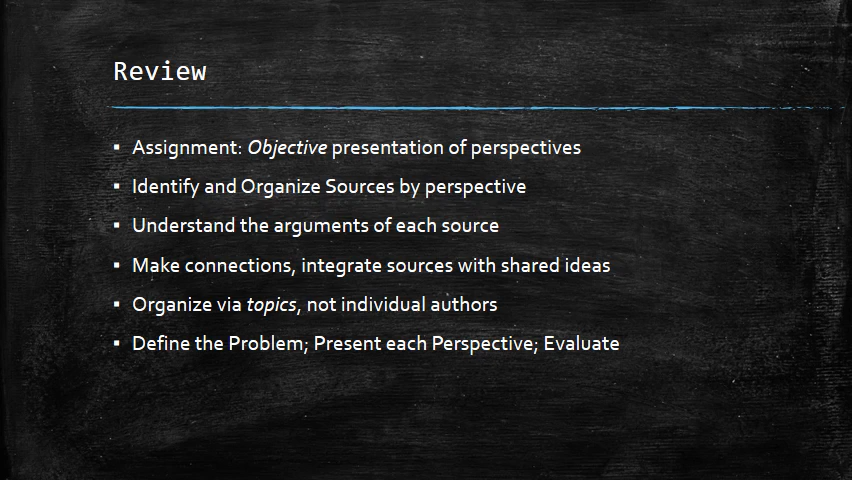 Review
▪ Assignment: Objective presentation of perspectives
▪ Identify and Organize Sources by perspective
▪ Understand the arguments of each source
▪ Make connections, integrate sources with shared ideas
▪ Organize via topics, not individual authors
▪ Define the Problem; Present each Perspective; Evaluate